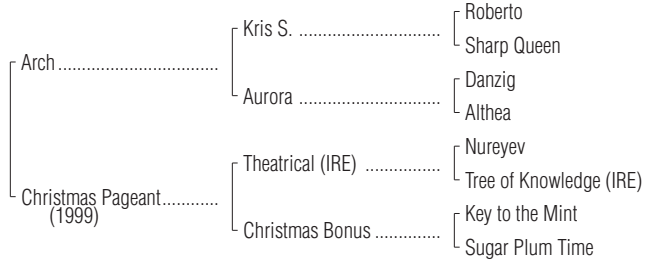 Roberto
Kris S. ................................
Sharp Queen
Arch.................................
Danzig
Aurora ................................
Althea
Nureyev
Theatrical (IRE) .................
Tree of Knowledge (IRE)
Christmas Pageant............
(1999)
Key to the Mint
Christmas Bonus ...............
Sugar Plum Time